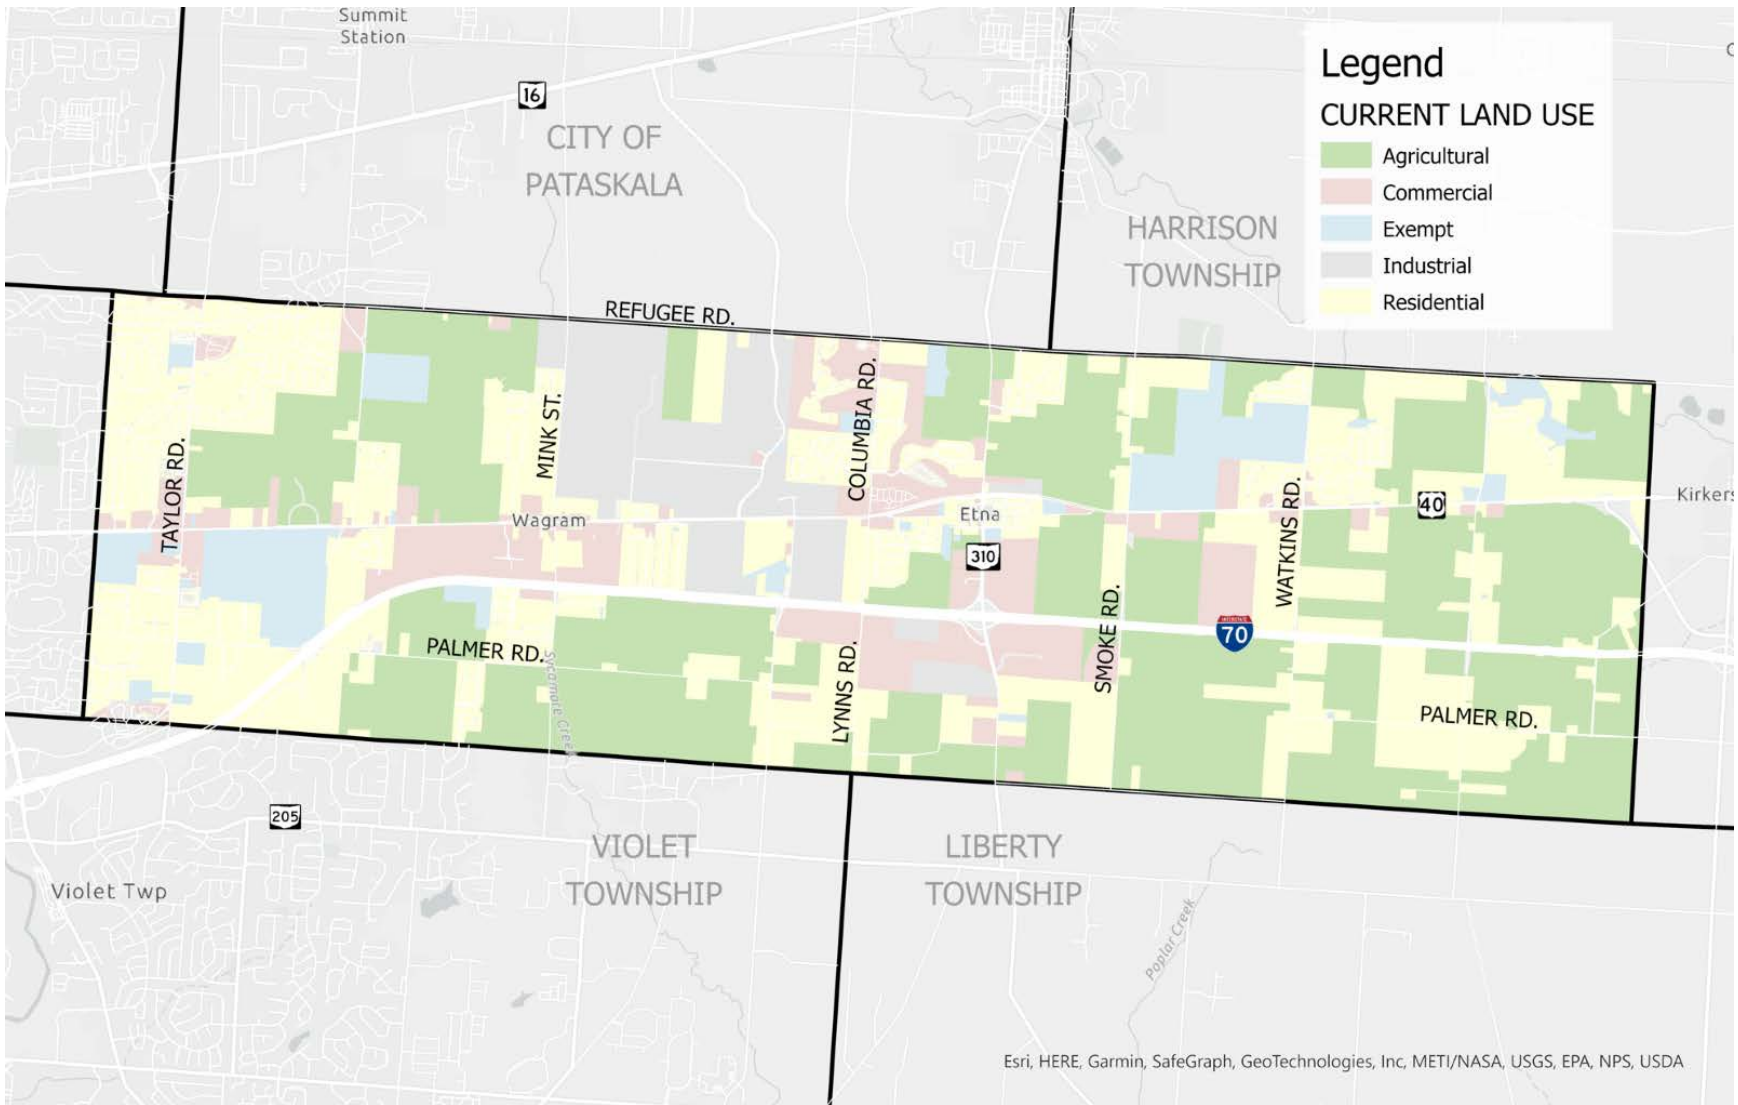 Summit
Station
16
CITY OF
PATASKALA
HARRISON
TOWNSHIP
Legend
CURRENT LAND USE
Agricultural
Commercial
Exempt
Industrial
Residential
REFUGEE RD.
TAYLOR RD.
MINK ST.
COLUMBIA RD.
WATKINS RD.
40
Kirkers
Wagram
Etna
310
SMOKE RD.
INTERSTATE
70
PALMER RD.
Sycamore Creek
LYNNS RD.
PALMER RD.
205
VIOLET
TOWNSHIP
LIBERTY
TOWNSHIP
Violet Twp
Poplar Creek
Esri, HERE, Garmin, SafeGraph, GeoTechnologies, Inc, METI/NASA, USGS, EPA, NPS, USDA